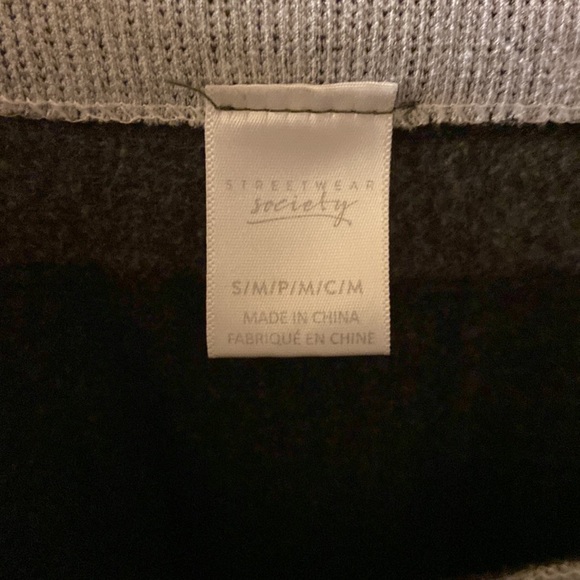 STREETWEAR
society
S/M/P/M/C/M
MADE IN CHINA
FABRIQUÉ EN CHINE